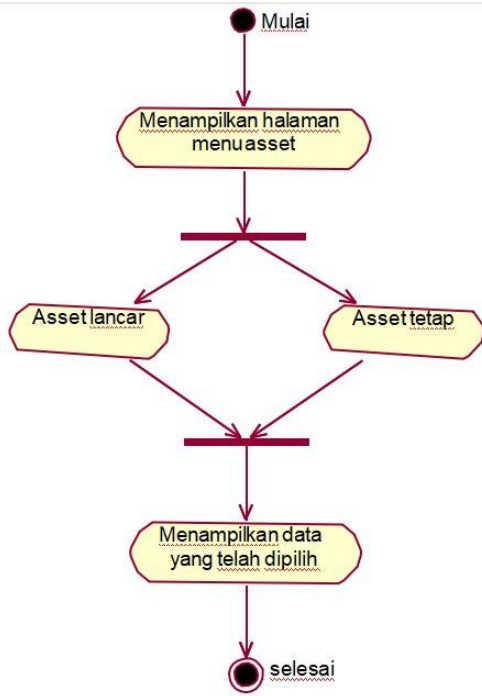 Mulai
Menampilkan halaman
menu asset
Asset lancar
Asset tetap
Menampilkan data
yang telah dipilih
selesai